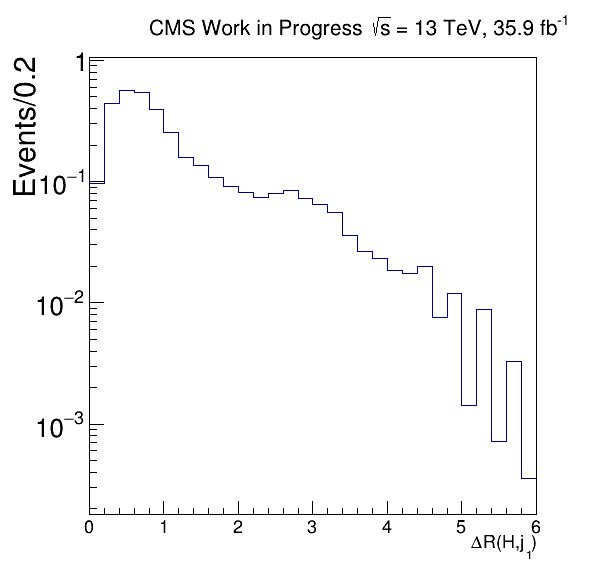 CMS Work in Progress √s = 13 TeV, 35.9 fb⁻¹
Events/0.2
1
10⁻¹
10⁻²
10⁻³
0 1 2 3 4 5 6
ΔR(H,j₁)